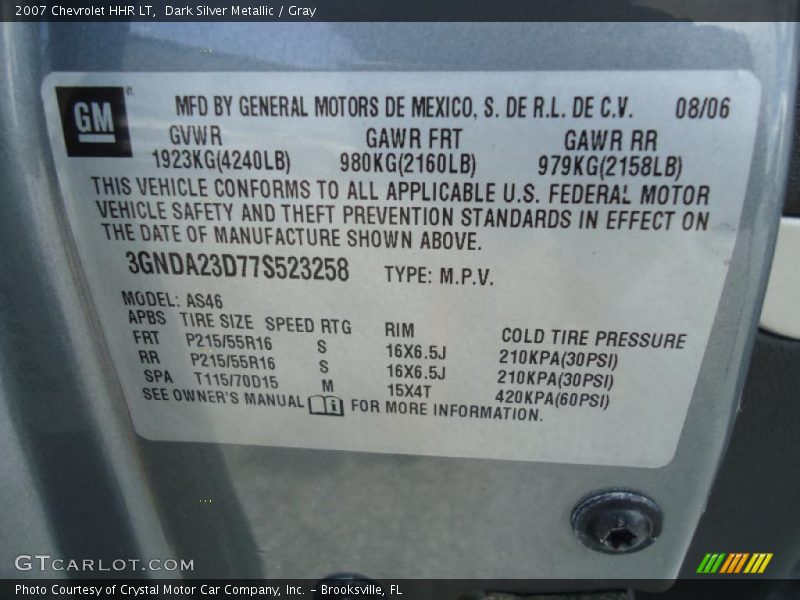 2007 Chevrolet HHR LT, Dark Silver Metallic / Gray
GM ® MFD BY GENERAL MOTORS DE MEXICO, S. DE R.L. DE C.V. 08/06
GVWR GAWR FRT GAWR RR
1923KG(4240LB) 980KG(2160LB) 979KG(2158LB)
THIS VEHICLE CONFORMS TO ALL APPLICABLE U.S. FEDERAL MOTOR
VEHICLE SAFETY AND THEFT PREVENTION STANDARDS IN EFFECT ON
THE DATE OF MANUFACTURE SHOWN ABOVE.
3GNDA23D77S523258 TYPE: M.P.V.
MODEL: AS46
APBS TIRE SIZE SPEED RTG RIM COLD TIRE PRESSURE
FRT P215/55R16 S 16X6.5J 210KPA(30PSI)
RR P215/55R16 S 16X6.5J 210KPA(30PSI)
SPA T115/70D15 M 15X4T 420KPA(60PSI)
SEE OWNER'S MANUAL i FOR MORE INFORMATION.
GTCARLOT.COM
Photo Courtesy of Crystal Motor Car Company, Inc. – Brooksville, FL